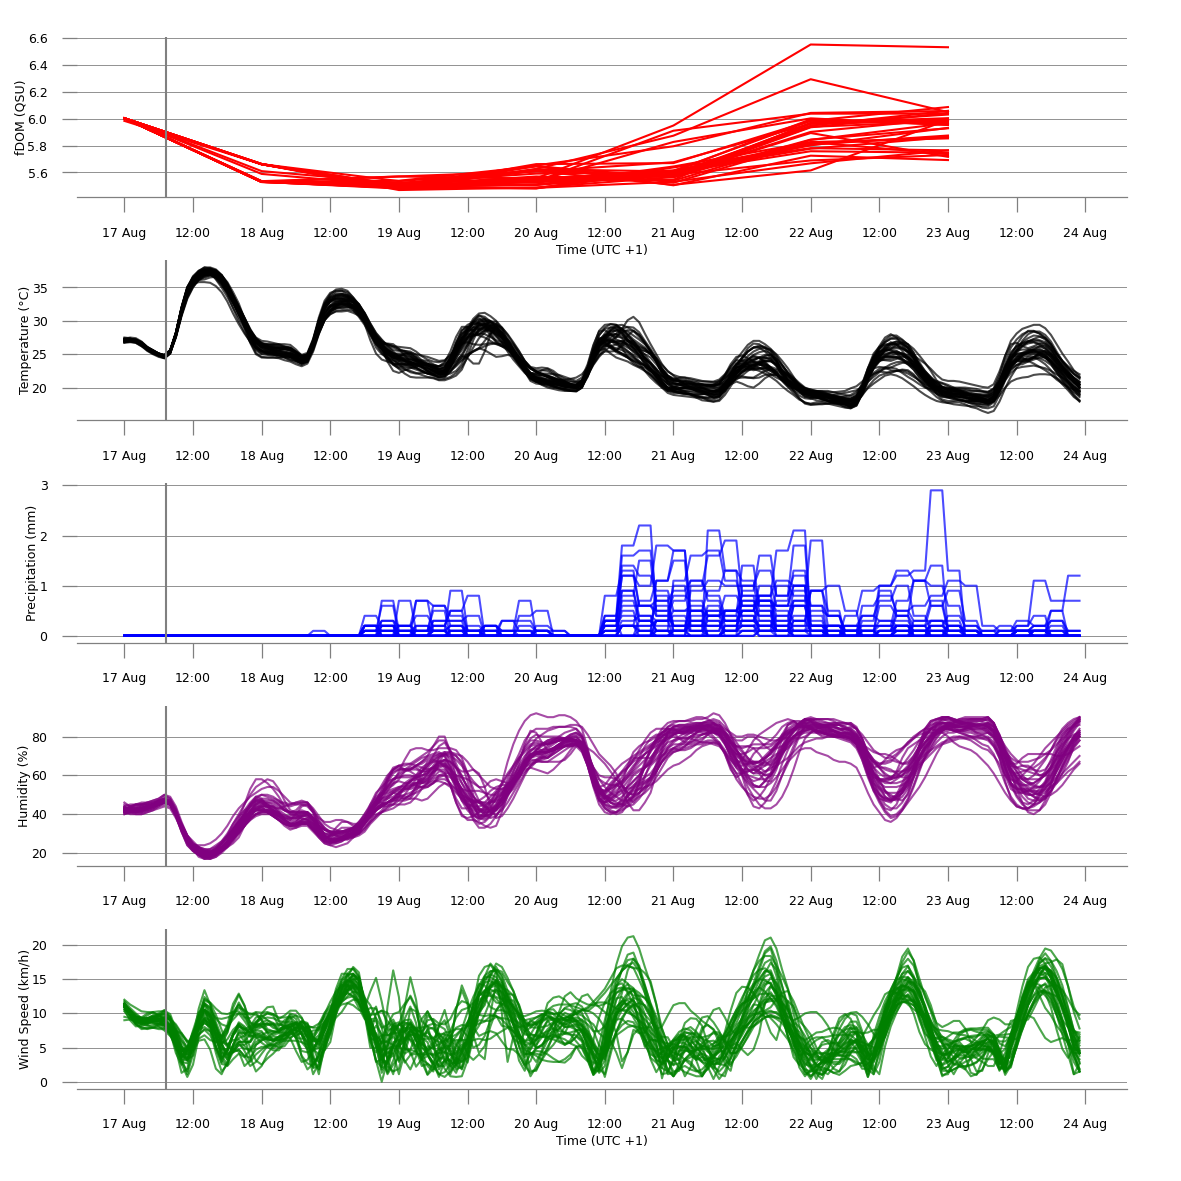 fDOM (QSU)
6.6
6.4
6.2
6.0
5.8
5.6
17 Aug 12:00 18 Aug 12:00 19 Aug 12:00 20 Aug 12:00 21 Aug 12:00 22 Aug 12:00 23 Aug 12:00 24 Aug
Time (UTC +1)
Temperature (°C)
35
30
25
20
17 Aug 12:00 18 Aug 12:00 19 Aug 12:00 20 Aug 12:00 21 Aug 12:00 22 Aug 12:00 23 Aug 12:00 24 Aug
Precipitation (mm)
3
2
1
0
17 Aug 12:00 18 Aug 12:00 19 Aug 12:00 20 Aug 12:00 21 Aug 12:00 22 Aug 12:00 23 Aug 12:00 24 Aug
Humidity (%)
80
60
40
20
17 Aug 12:00 18 Aug 12:00 19 Aug 12:00 20 Aug 12:00 21 Aug 12:00 22 Aug 12:00 23 Aug 12:00 24 Aug
Wind Speed (km/h)
20
15
10
5
0
17 Aug 12:00 18 Aug 12:00 19 Aug 12:00 20 Aug 12:00 21 Aug 12:00 22 Aug 12:00 23 Aug 12:00 24 Aug
Time (UTC +1)